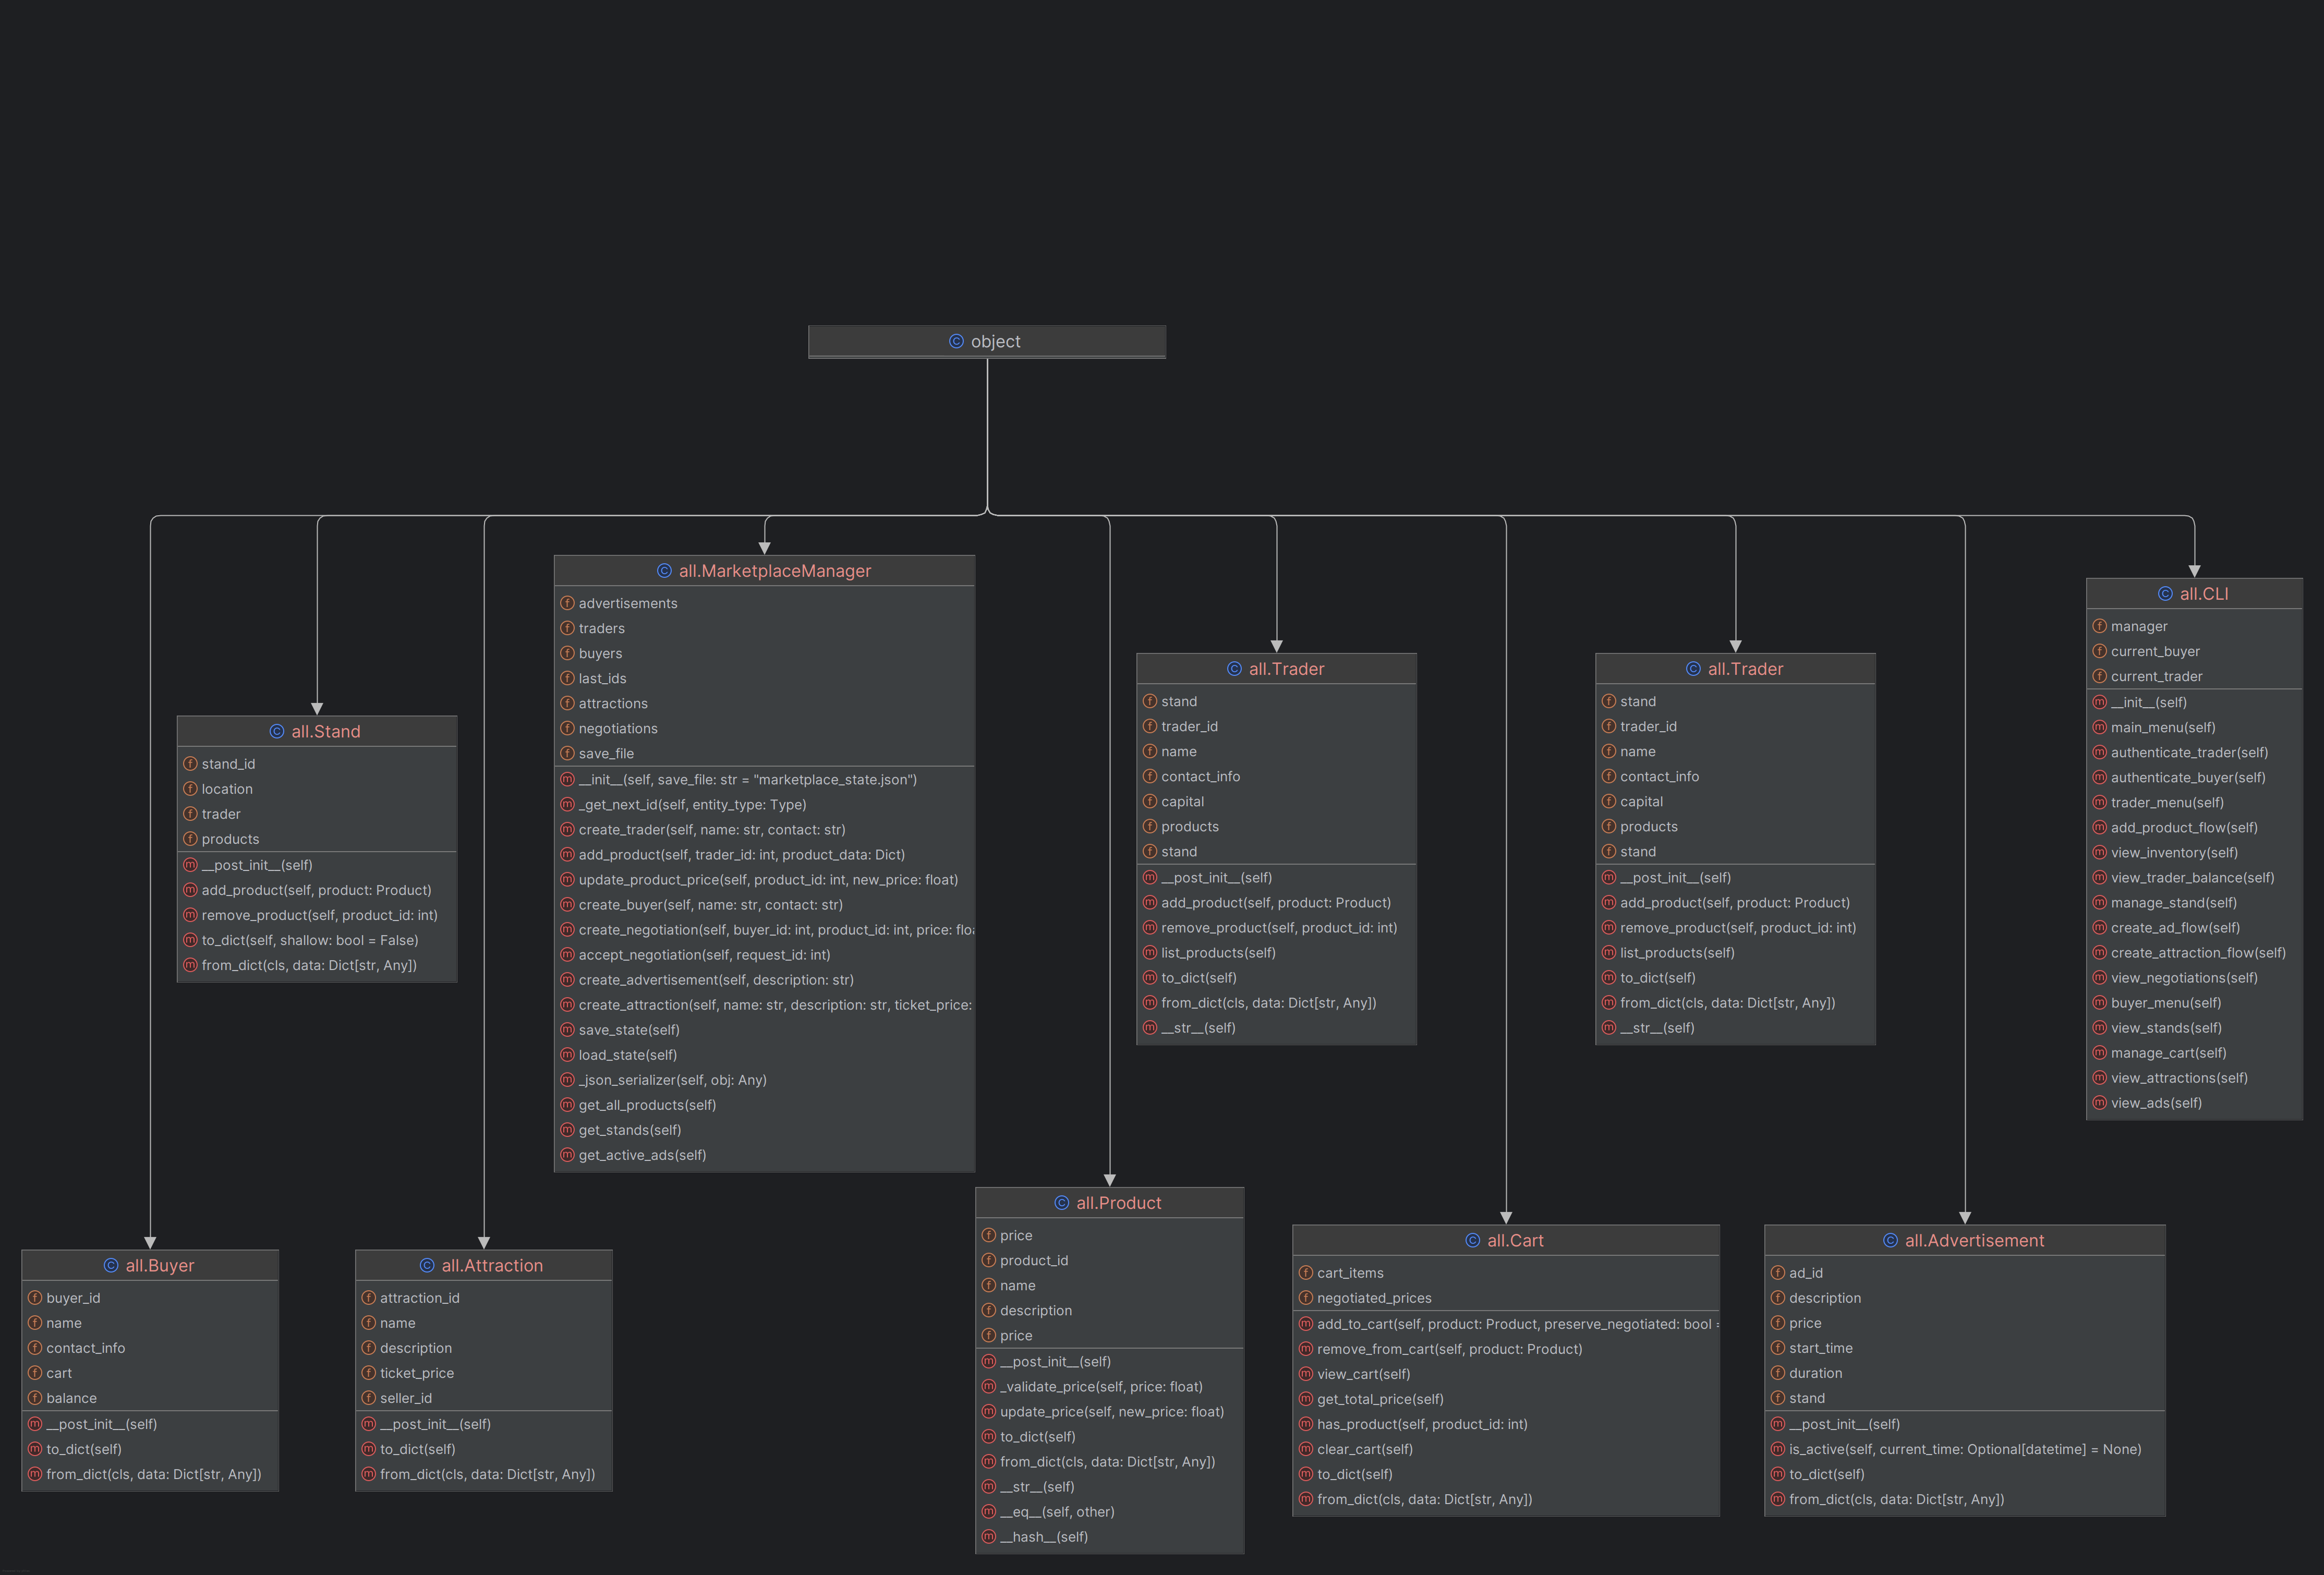 object
all.MarketplaceManager
advertisements
traders
buyers
last_ids
attractions
negotiations
save_file
__init__(self, save_file: str = "marketplace_state.json")
_get_next_id(self, entity_type: Type)
create_trader(self, name: str, contact: str)
add_product(self, trader_id: int, product_data: Dict)
update_product_price(self, product_id: int, new_price: float)
create_buyer(self, name: str, contact: str)
create_negotiation(self, buyer_id: int, product_id: int, price: floa
accept_negotiation(self, request_id: int)
create_advertisement(self, description: str)
create_attraction(self, name: str, description: str, ticket_price:
save_state(self)
load_state(self)
_json_serializer(self, obj: Any)
get_all_products(self)
get_stands(self)
get_active_ads(self)
all.CLI
manager
current_buyer
current_trader
__init__(self)
main_menu(self)
authenticate_trader(self)
authenticate_buyer(self)
trader_menu(self)
add_product_flow(self)
view_inventory(self)
view_trader_balance(self)
manage_stand(self)
create_ad_flow(self)
create_attraction_flow(self)
view_negotiations(self)
buyer_menu(self)
view_stands(self)
manage_cart(self)
view_attractions(self)
view_ads(self)
all.Trader
stand
trader_id
name
contact_info
capital
products
stand
__post_init__(self)
add_product(self, product: Product)
remove_product(self, product_id: int)
list_products(self)
to_dict(self)
from_dict(cls, data: Dict[str, Any])
__str__(self)
all.Trader
stand
trader_id
name
contact_info
capital
products
stand
__post_init__(self)
add_product(self, product: Product)
remove_product(self, product_id: int)
list_products(self)
to_dict(self)
from_dict(cls, data: Dict[str, Any])
__str__(self)
all.Stand
stand_id
location
trader
products
__post_init__(self)
add_product(self, product: Product)
remove_product(self, product_id: int)
to_dict(self, shallow: bool = False)
from_dict(cls, data: Dict[str, Any])
all.Buyer
buyer_id
name
contact_info
cart
balance
__post_init__(self)
to_dict(self)
from_dict(cls, data: Dict[str, Any])
all.Attraction
attraction_id
name
description
ticket_price
seller_id
__post_init__(self)
to_dict(self)
from_dict(cls, data: Dict[str, Any])
all.Product
price
product_id
name
description
price
__post_init__(self)
_validate_price(self, price: float)
update_price(self, new_price: float)
to_dict(self)
from_dict(cls, data: Dict[str, Any])
__str__(self)
__eq__(self, other)
__hash__(self)
all.Cart
cart_items
negotiated_prices
add_to_cart(self, product: Product, preserve_negotiated: bool =
remove_from_cart(self, product: Product)
view_cart(self)
get_total_price(self)
has_product(self, product_id: int)
clear_cart(self)
to_dict(self)
from_dict(cls, data: Dict[str, Any])
all.Advertisement
ad_id
description
price
start_time
duration
stand
__post_init__(self)
is_active(self, current_time: Optional[datetime] = None)
to_dict(self)
from_dict(cls, data: Dict[str, Any])